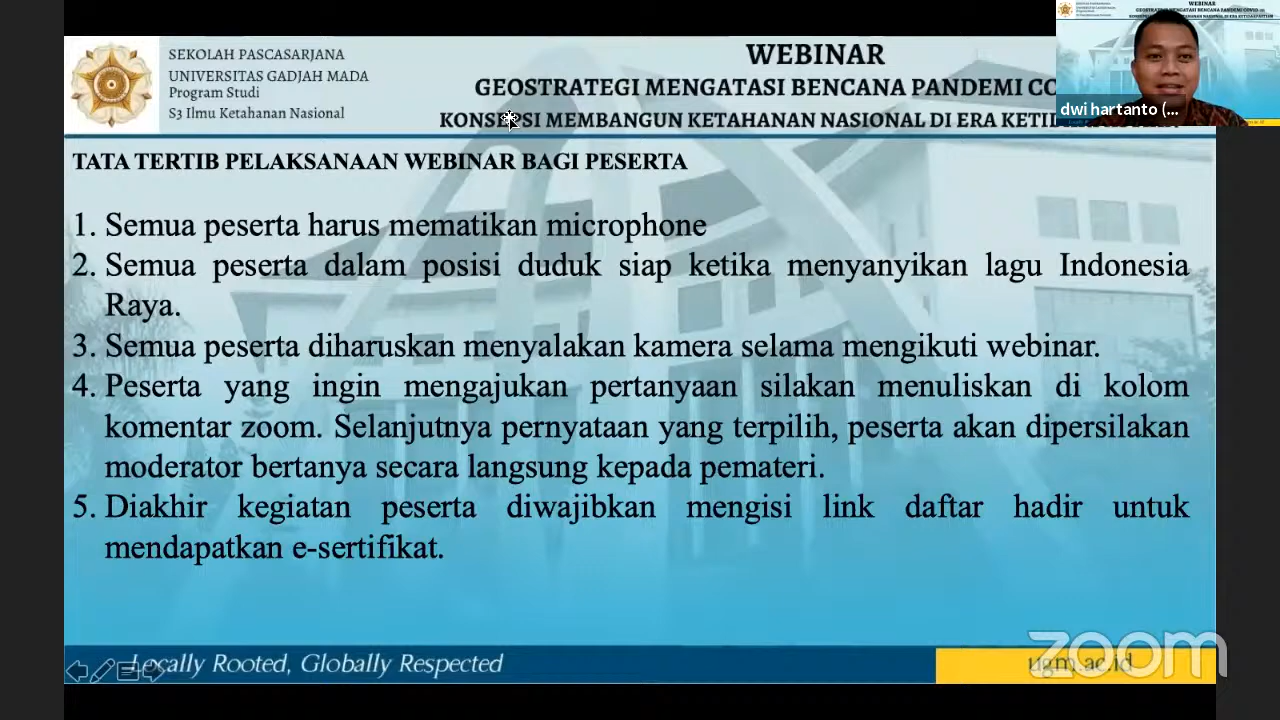 SEKOLAH PASCASARJANA
UNIVERSITAS GADJAH MADA
Program Studi
S3 Ilmu Ketahanan Nasional
WEBINAR
GEOSTRATEGI MENGATASI BENCANA PANDEMI CO
KONSEPSI MEMBANGUN KETAHANAN NASIONAL DI ERA KETID
WEBINAR
dwi hartanto (...
TATA TERTIB PELAKSANAAN WEBINAR BAGI PESERTA
1. Semua peserta harus mematikan microphone
2. Semua peserta dalam posisi duduk siap ketika menyanyikan lagu Indonesia
Raya.
3. Semua peserta diharuskan menyalakan kamera selama mengikuti webinar.
4. Peserta yang ingin mengajukan pertanyaan silakan menuliskan di kolom
komentar zoom. Selanjutnya pernyataan yang terpilih, peserta akan dipersilakan
moderator bertanya secara langsung kepada pemateri.
5. Diakhir kegiatan peserta diwajibkan mengisi link daftar hadir untuk
mendapatkan e-sertifikat.
Locally Rooted, Globally Respected
ugm.ac.id
zoom